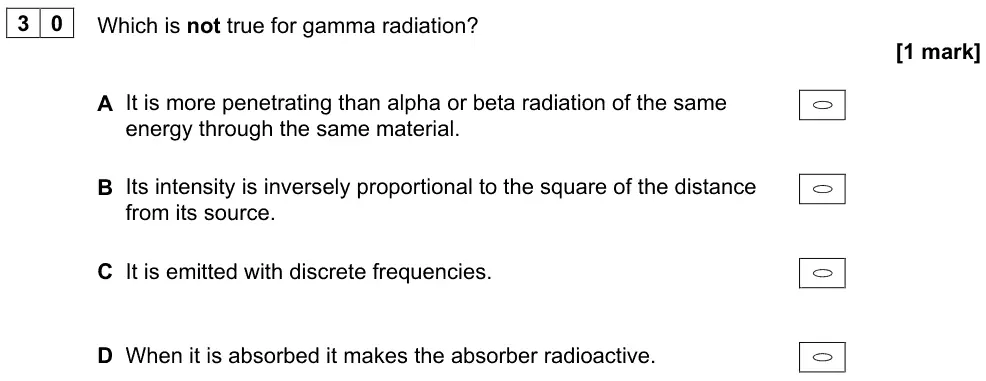 3 0 Which is not true for gamma radiation?
[1 mark]
A It is more penetrating than alpha or beta radiation of the same
energy through the same material.
B Its intensity is inversely proportional to the square of the distance
from its source.
C It is emitted with discrete frequencies.
D When it is absorbed it makes the absorber radioactive.